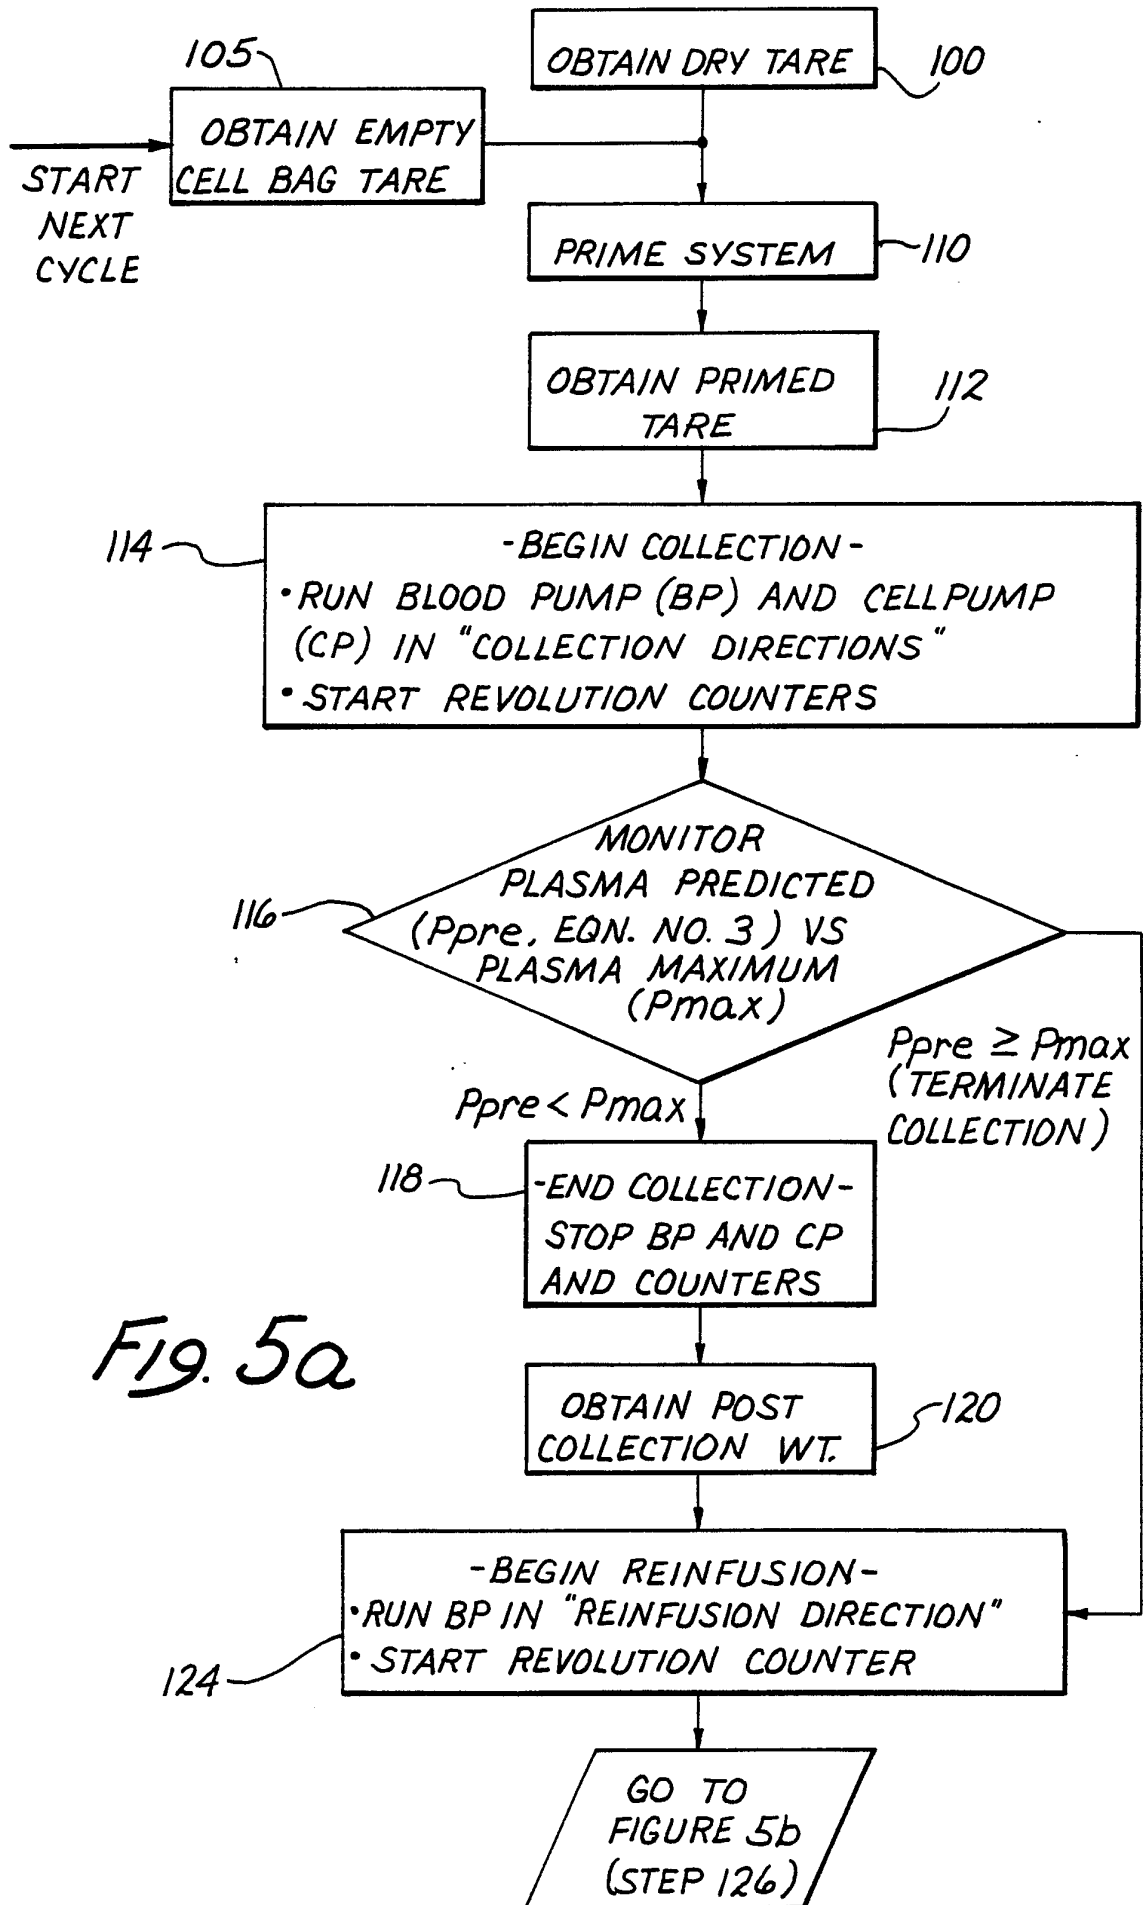 OBTAIN DRY TARE
100
105
OBTAIN EMPTY
CELL BAG TARE
START
NEXT
CYCLE
PRIME SYSTEM
110
OBTAIN PRIMED
TARE
112
114
-BEGIN COLLECTION-
• RUN BLOOD PUMP (BP) AND CELLPUMP
(CP) IN "COLLECTION DIRECTIONS"
• START REVOLUTION COUNTERS
116
MONITOR
PLASMA PREDICTED
(Ppre, EQN. NO. 3) VS
PLASMA MAXIMUM
(Pmax)
Ppre < Pmax
Ppre ≥ Pmax
(TERMINATE
COLLECTION)
118
-END COLLECTION-
STOP BP AND CP
AND COUNTERS
Fig. 5a
OBTAIN POST
COLLECTION WT.
120
-BEGIN REINFUSION-
• RUN BP IN "REINFUSION DIRECTION"
• START REVOLUTION COUNTER
124
GO TO
FIGURE 5b
(STEP 126)